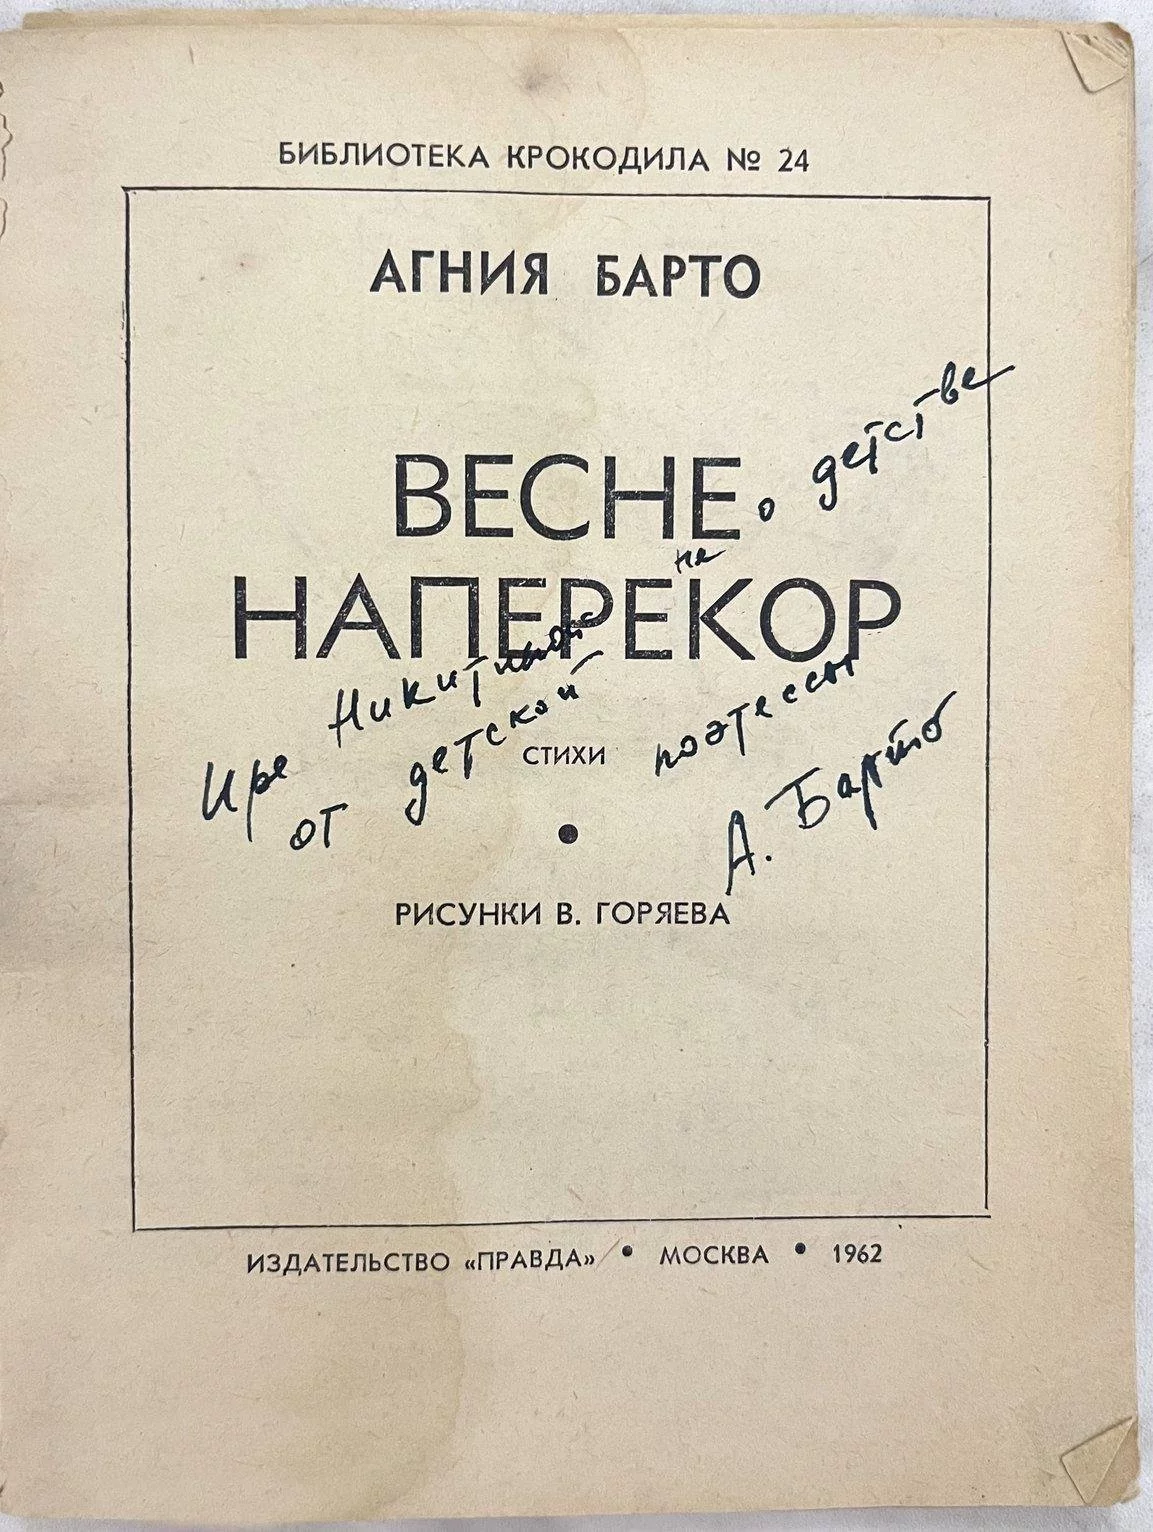 БИБЛИОТЕКА КРОКОДИЛА № 24
АГНИЯ БАРТО
ВЕСНЕ
НАПЕРЕКОР
Ире Никитиной не о детстве
от детской поэтессы
А. Барто
СТИХИ
РИСУНКИ В. ГОРЯЕВА
ИЗДАТЕЛЬСТВО «ПРАВДА» • МОСКВА • 1962